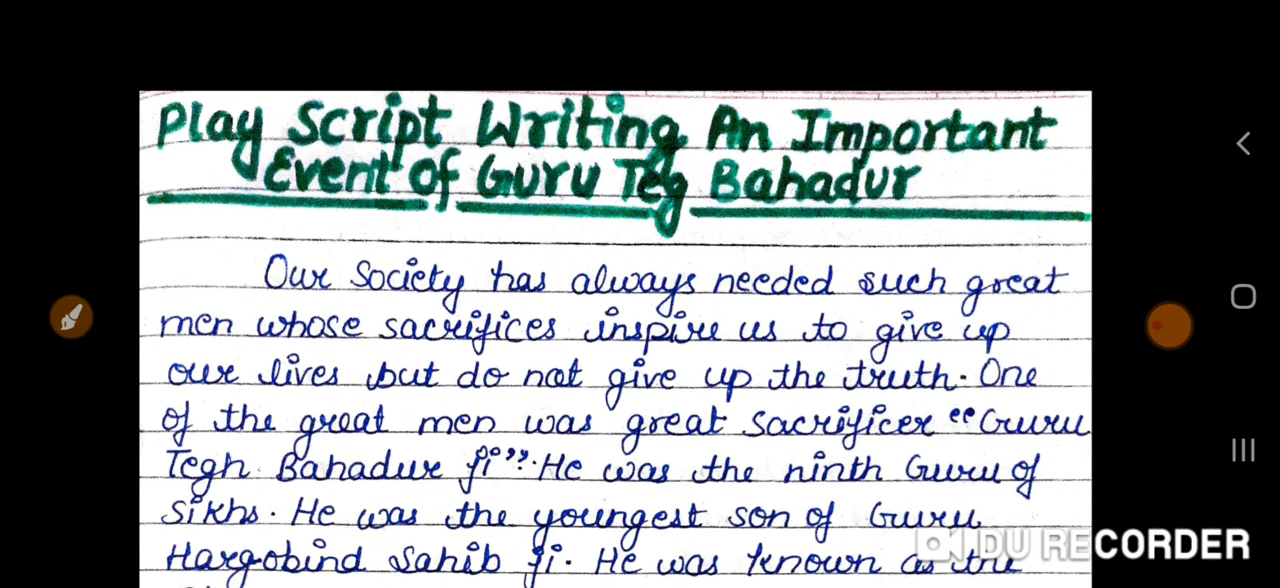 Play Script Writing An Important
Event Of Guru Teg Bahadur
Our society has always needed such great
men whose sacrifices inspire us to give up
our lives but do not give up the truth. One
of the great men was great sacrificer "Guru
Tegh Bahadur ji". He was the ninth Guru of
Sikhs. He was the youngest son of Guru
Hargobind Sahib ji. He was known as the
DU RECORDER